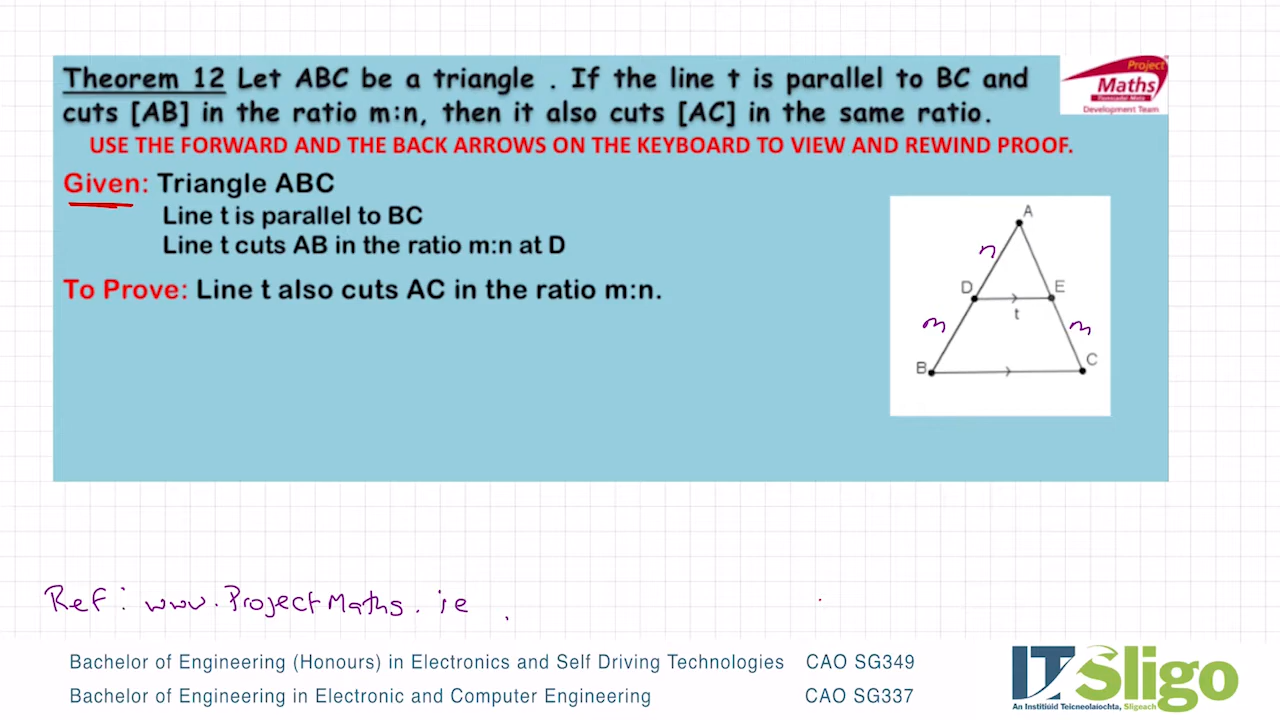 Theorem 12 Let ABC be a triangle . If the line t is parallel to BC and
cuts [AB] in the ratio m:n, then it also cuts [AC] in the same ratio.
Project
Maths
Development Team
USE THE FORWARD AND THE BACK ARROWS ON THE KEYBOARD TO VIEW AND REWIND PROOF.
Given: Triangle ABC
Line t is parallel to BC
Line t cuts AB in the ratio m:n at D
To Prove: Line t also cuts AC in the ratio m:n.
A
n
D
E
t
m
m
B
C
Ref: www.ProjectMaths.ie
Bachelor of Engineering (Honours) in Electronics and Self Driving Technologies CAO SG349
Bachelor of Engineering in Electronic and Computer Engineering CAO SG337
IT Sligo
An Institiúid Teicneolaíochta, Sligeach